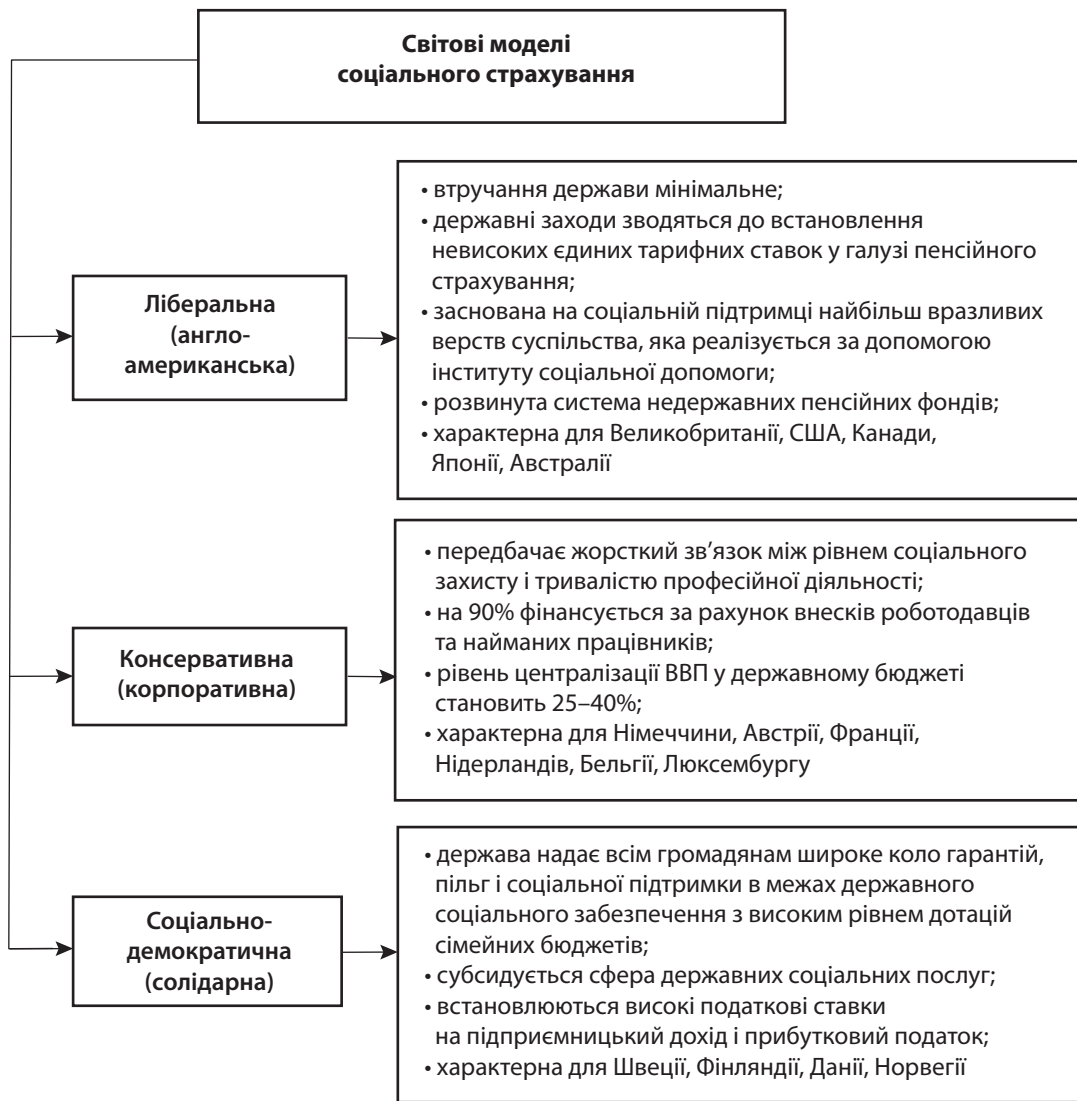 Світові моделі
соціального страхування
Ліберальна
(англо-
американська)
• втручання держави мінімальне;
• державні заходи зводяться до встановлення
невисоких єдиних тарифних ставок у галузі пенсійного
страхування;
• заснована на соціальній підтримці найбільш вразливих
верств суспільства, яка реалізується за допомогою
інституту соціальної допомоги;
• розвинута система недержавних пенсійних фондів;
• характерна для Великобританії, США, Канади,
Японії, Австралії
Консервативна
(корпоративна)
• передбачає жорсткий зв’язок між рівнем соціального
захисту і тривалістю професійної діяльності;
• на 90% фінансується за рахунок внесків роботодавців
та найманих працівників;
• рівень централізації ВВП у державному бюджеті
становить 25–40%;
• характерна для Німеччини, Австрії, Франції,
Нідерландів, Бельгії, Люксембургу
Соціально-
демократична
(солідарна)
• держава надає всім громадянам широке коло гарантій,
пільг і соціальної підтримки в межах державного
соціального забезпечення з високим рівнем дотацій
сімейних бюджетів;
• субсидується сфера державних соціальних послуг;
• встановлюються високі податкові ставки
на підприємницький дохід і прибутковий податок;
• характерна для Швеції, Фінляндії, Данії, Норвегії